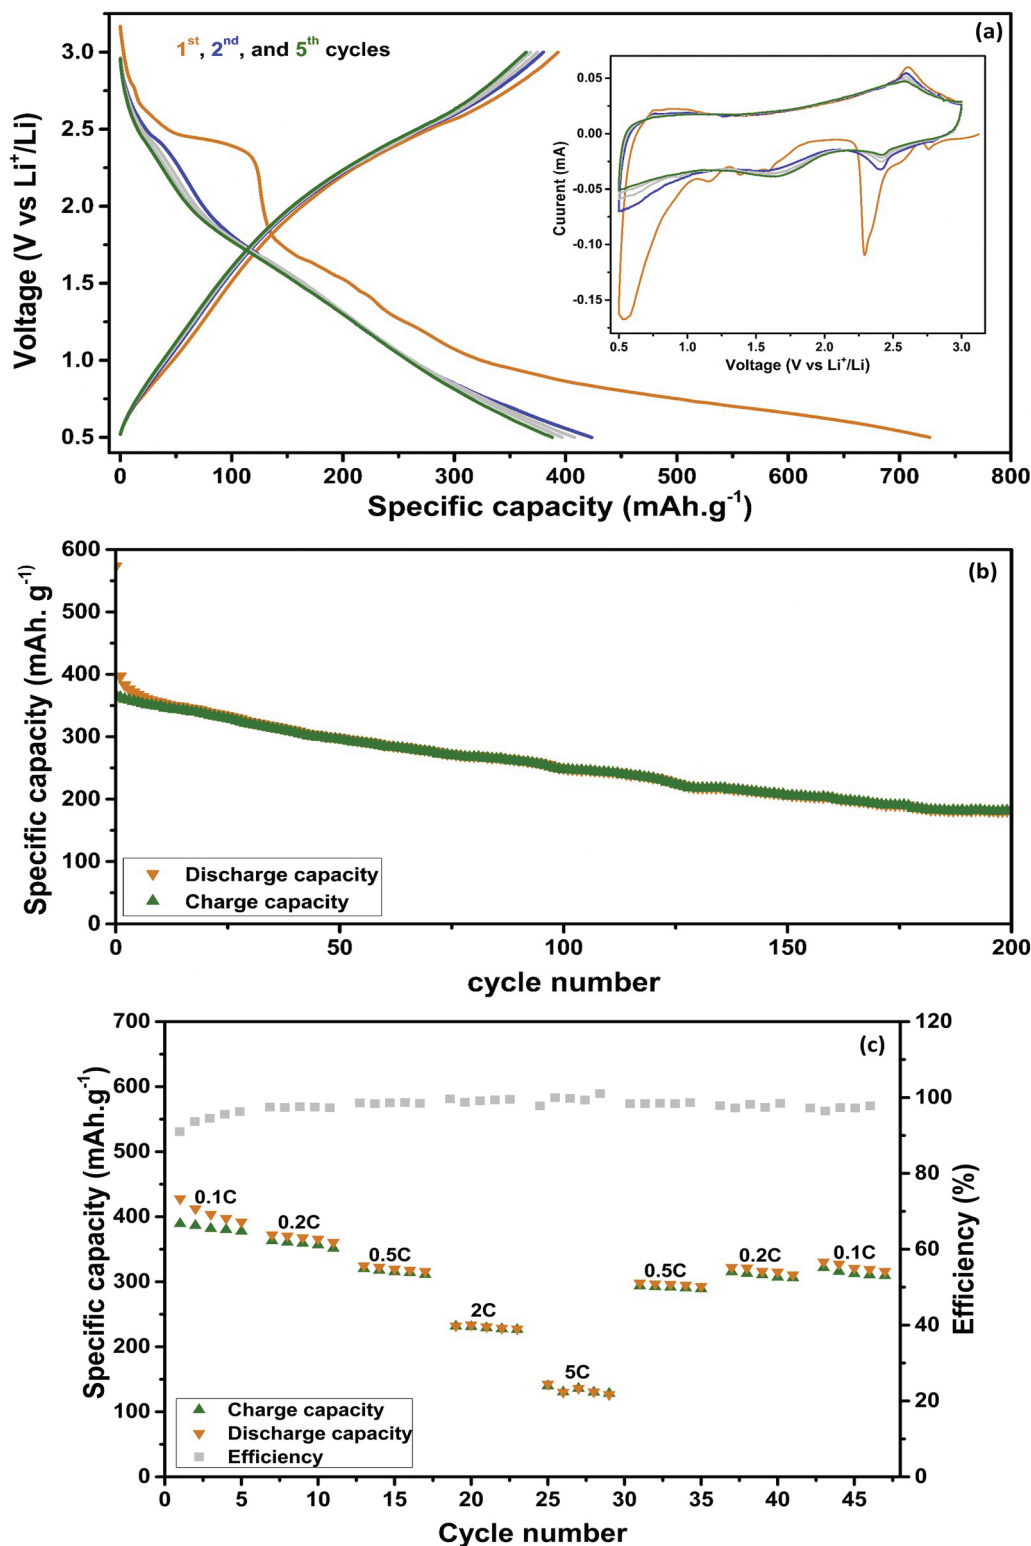 (a)
1st, 2nd, and 5th cycles
Voltage (V vs Li+/Li)
3.0
2.5
2.0
1.5
1.0
0.5
0 100 200 300 400 500 600 700 800
Specific capacity (mAh.g-1)
Cuurent (mA)
0.05
0.00
-0.05
-0.10
-0.15
0.5 1.0 1.5 2.0 2.5 3.0
Voltage (V vs Li+/Li)
(b)
Specific capacity (mAh. g-1)
600
500
400
300
200
100
0
Discharge capacity
Charge capacity
0 50 100 150 200
cycle number
(c)
Specific capacity (mAh.g-1)
700
600
500
400
300
200
100
0
0.1C
0.2C
0.5C
2C
5C
0.5C
0.2C
0.1C
Charge capacity
Discharge capacity
Efficiency
120
100
80
60
40
20
0
Efficiency (%)
0 5 10 15 20 25 30 35 40 45
Cycle number